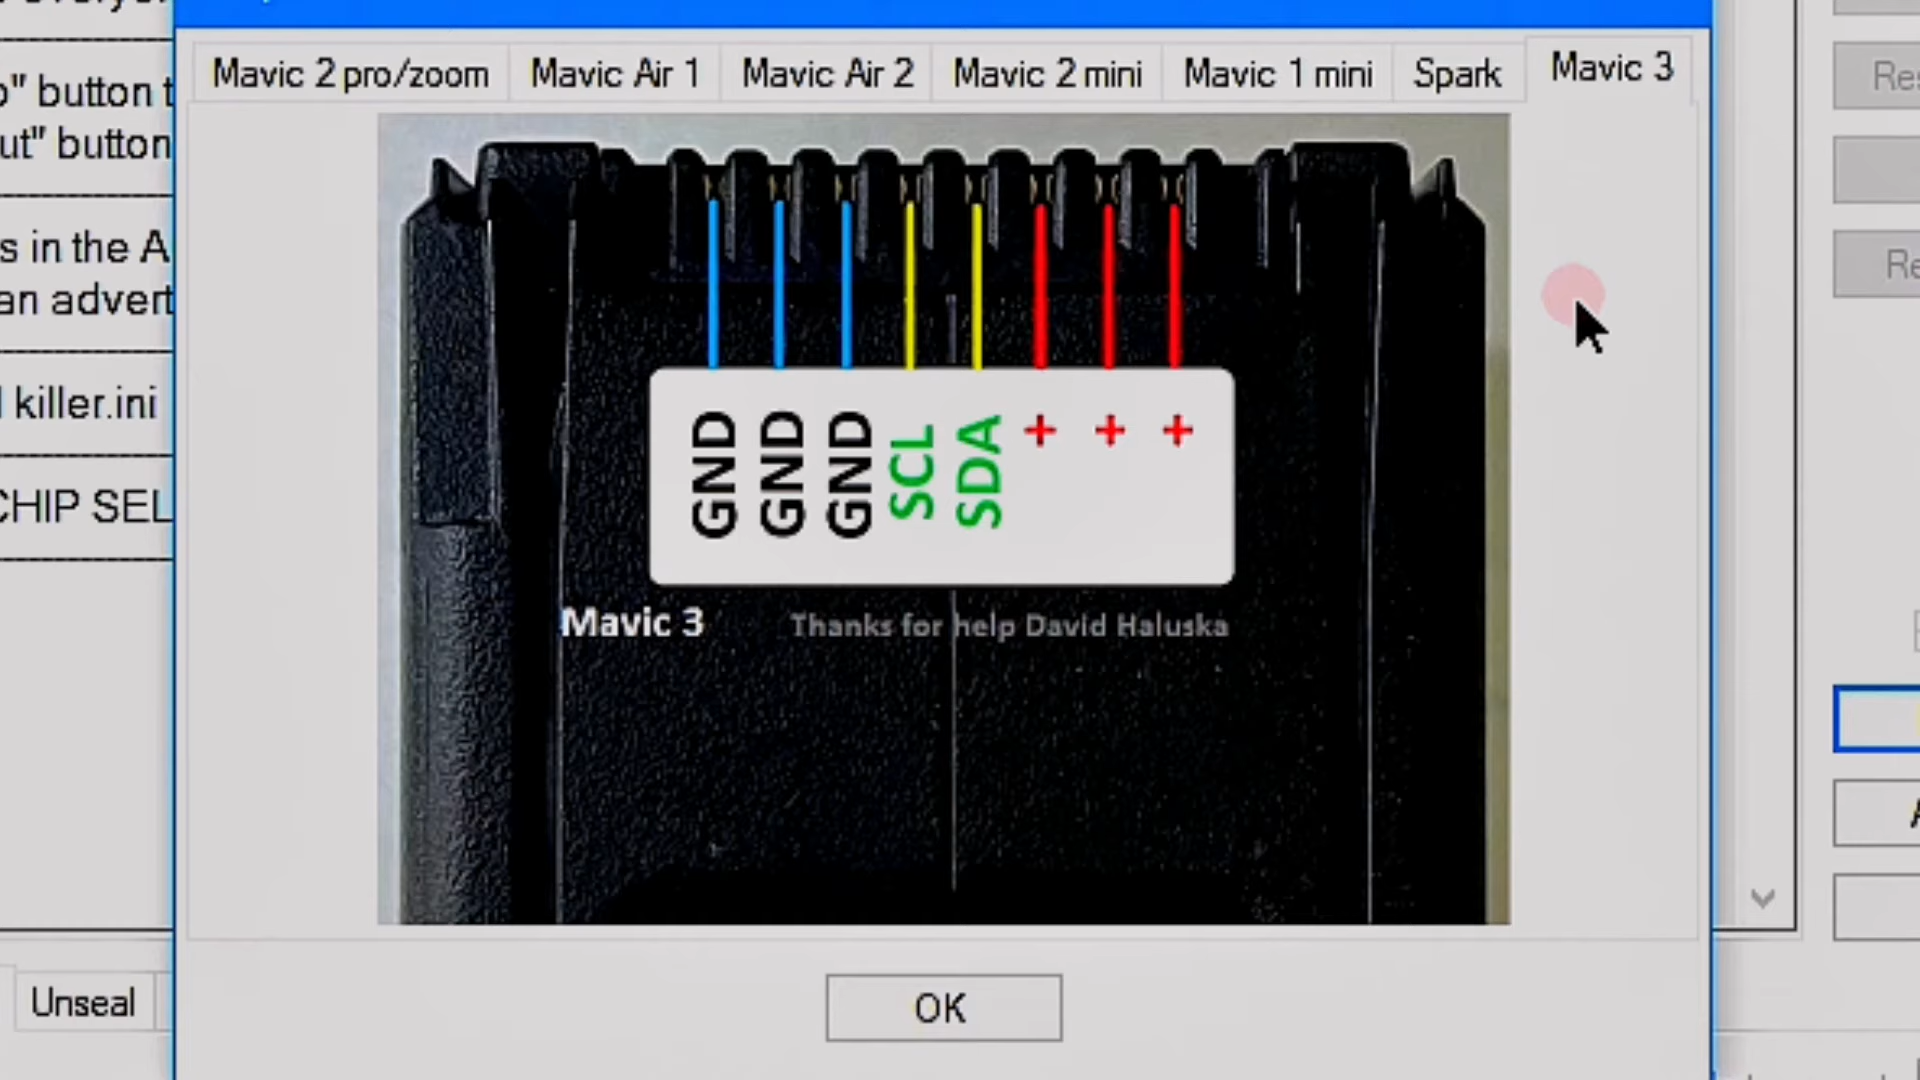 Mavic 2 pro/zoom
Mavic Air 1
Mavic Air 2
Mavic 2 mini
Mavic 1 mini
Spark
Mavic 3
" button t
ut" button
s in the A
an advert
killer.ini
CHIP SEL
Res
Re
GND
GND
GND
SCL
SDA
+
+
+
Mavic 3
Thanks for help David Haluska
Unseal
OK